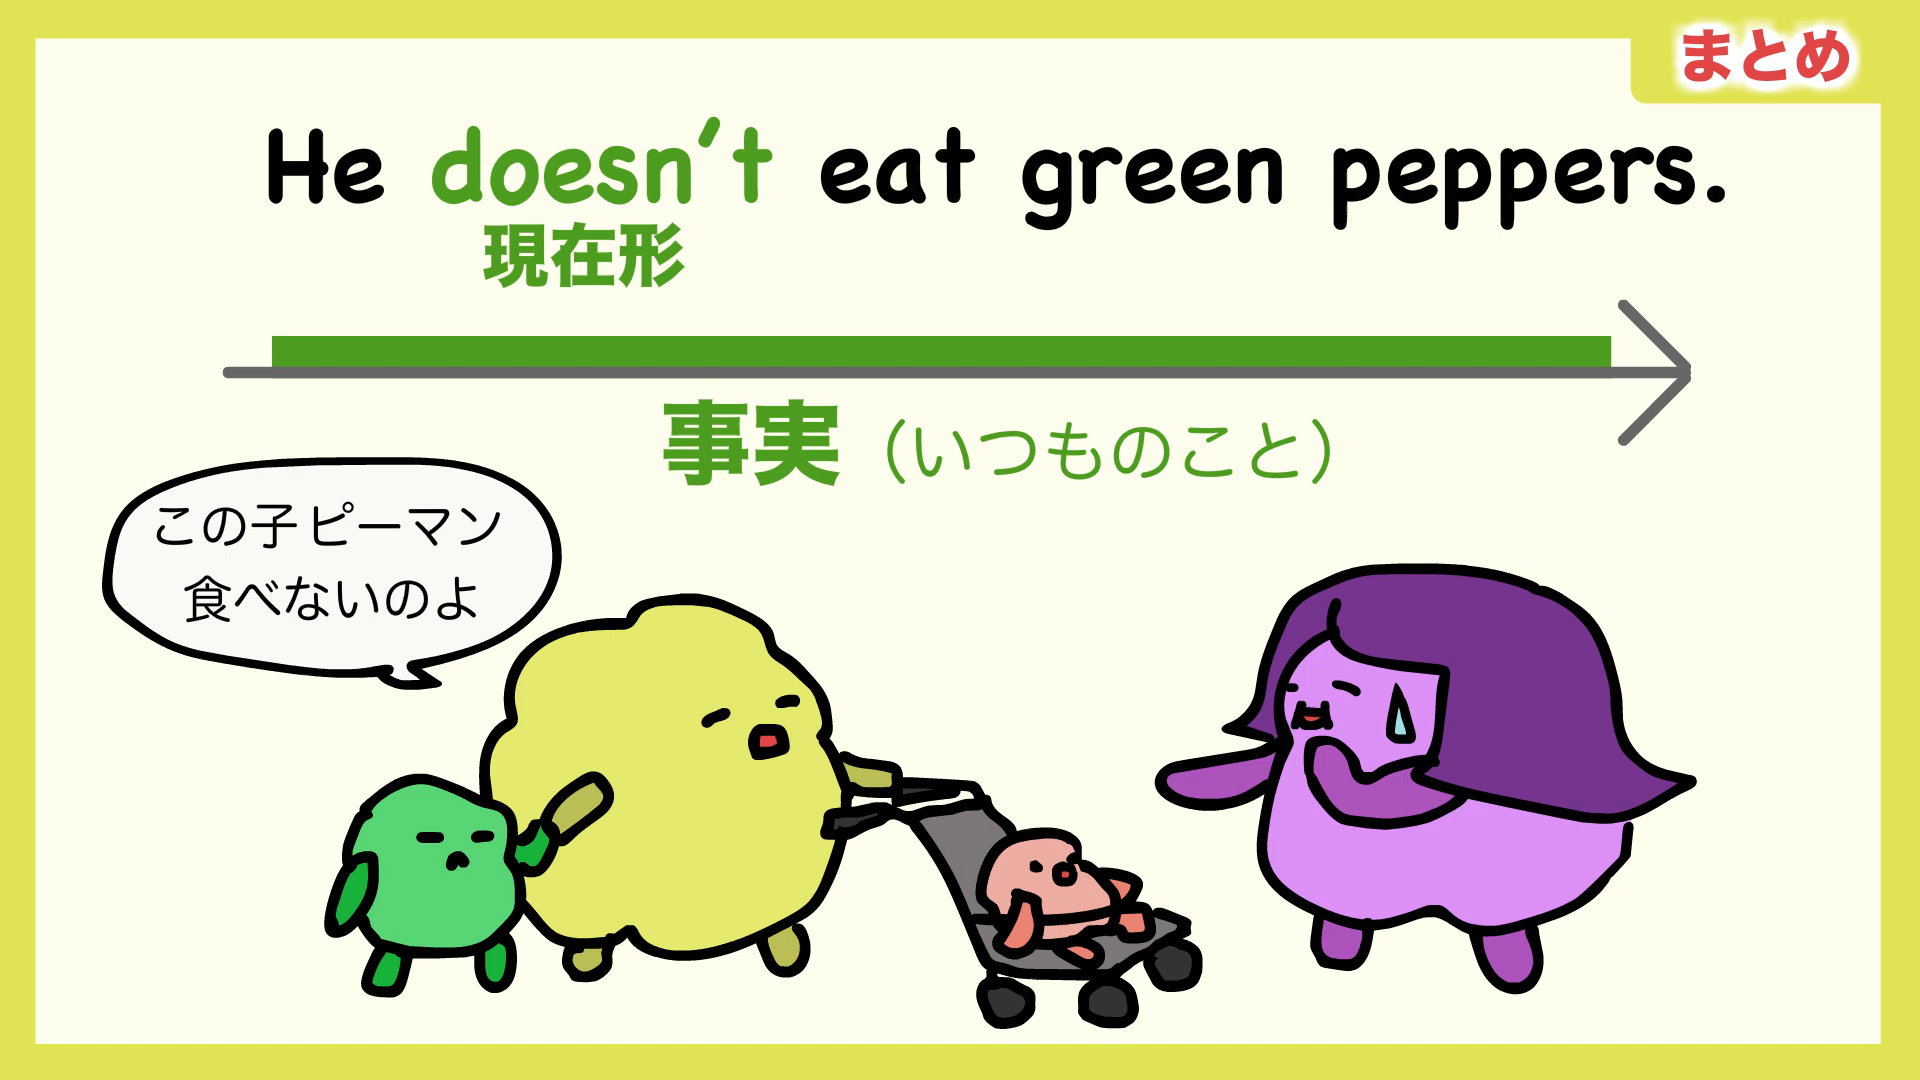 まとめ
He doesn't eat green peppers.
現在形
事実（いつものこと）
この子ピーマン
食べないのよ